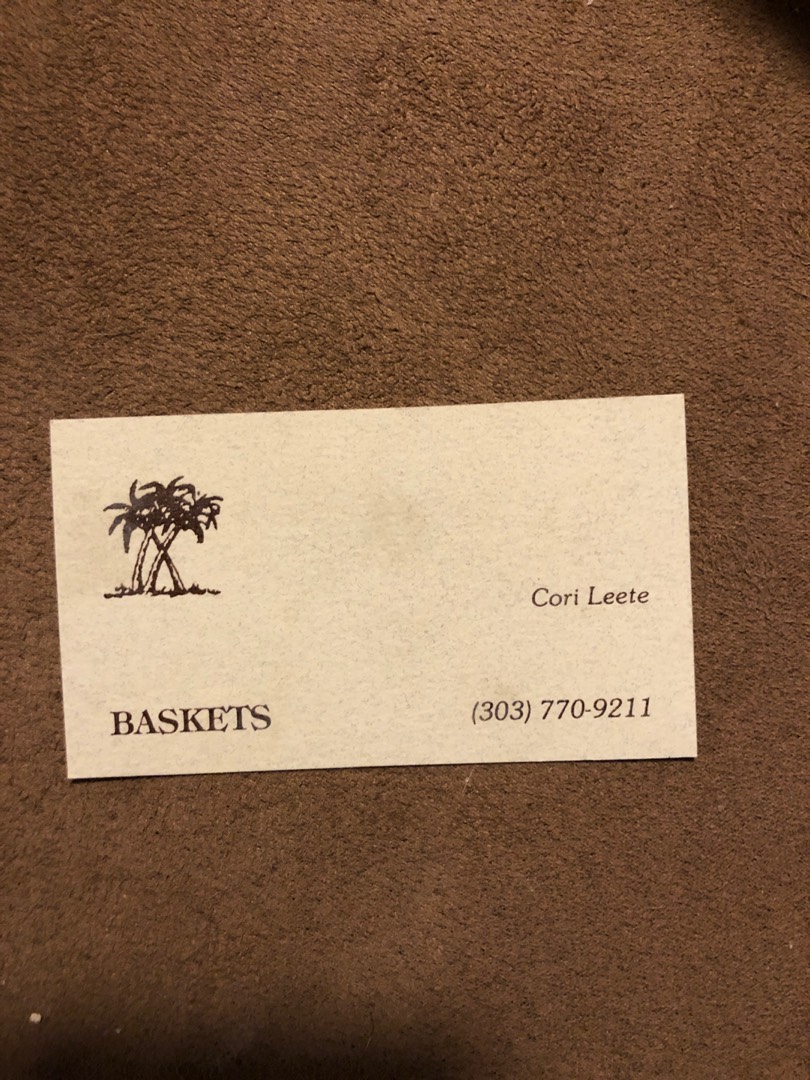 Cori Leete
BASKETS
(303) 770-9211